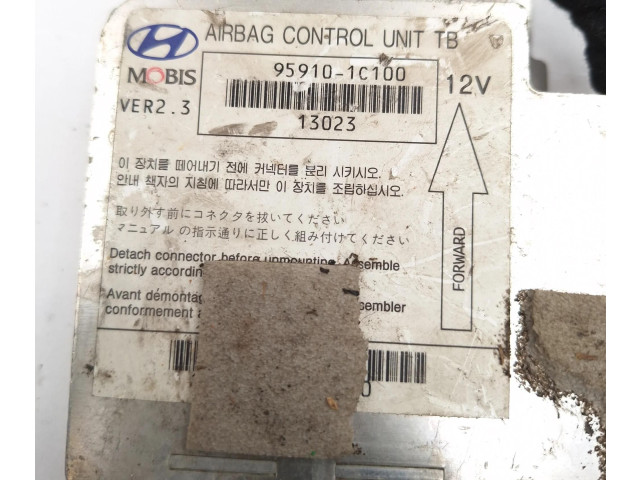 AIRBAG CONTROL UNIT TB
MOBIS
95910-1C100
12V
VER2.3
13023
이 장치를 떼어내기 전에 커넥터를 분리 시키시오.
안내 책자의 지침에 따라서만 이 장치를 조립하십시오.
取り外す前にコネクタを抜いてください
マニュアルの指示通りに正しく組み付けてください
FORWARD
Detach connector before unmounting. Assemble
strictly according
Avant démonta
sembler
conformement a